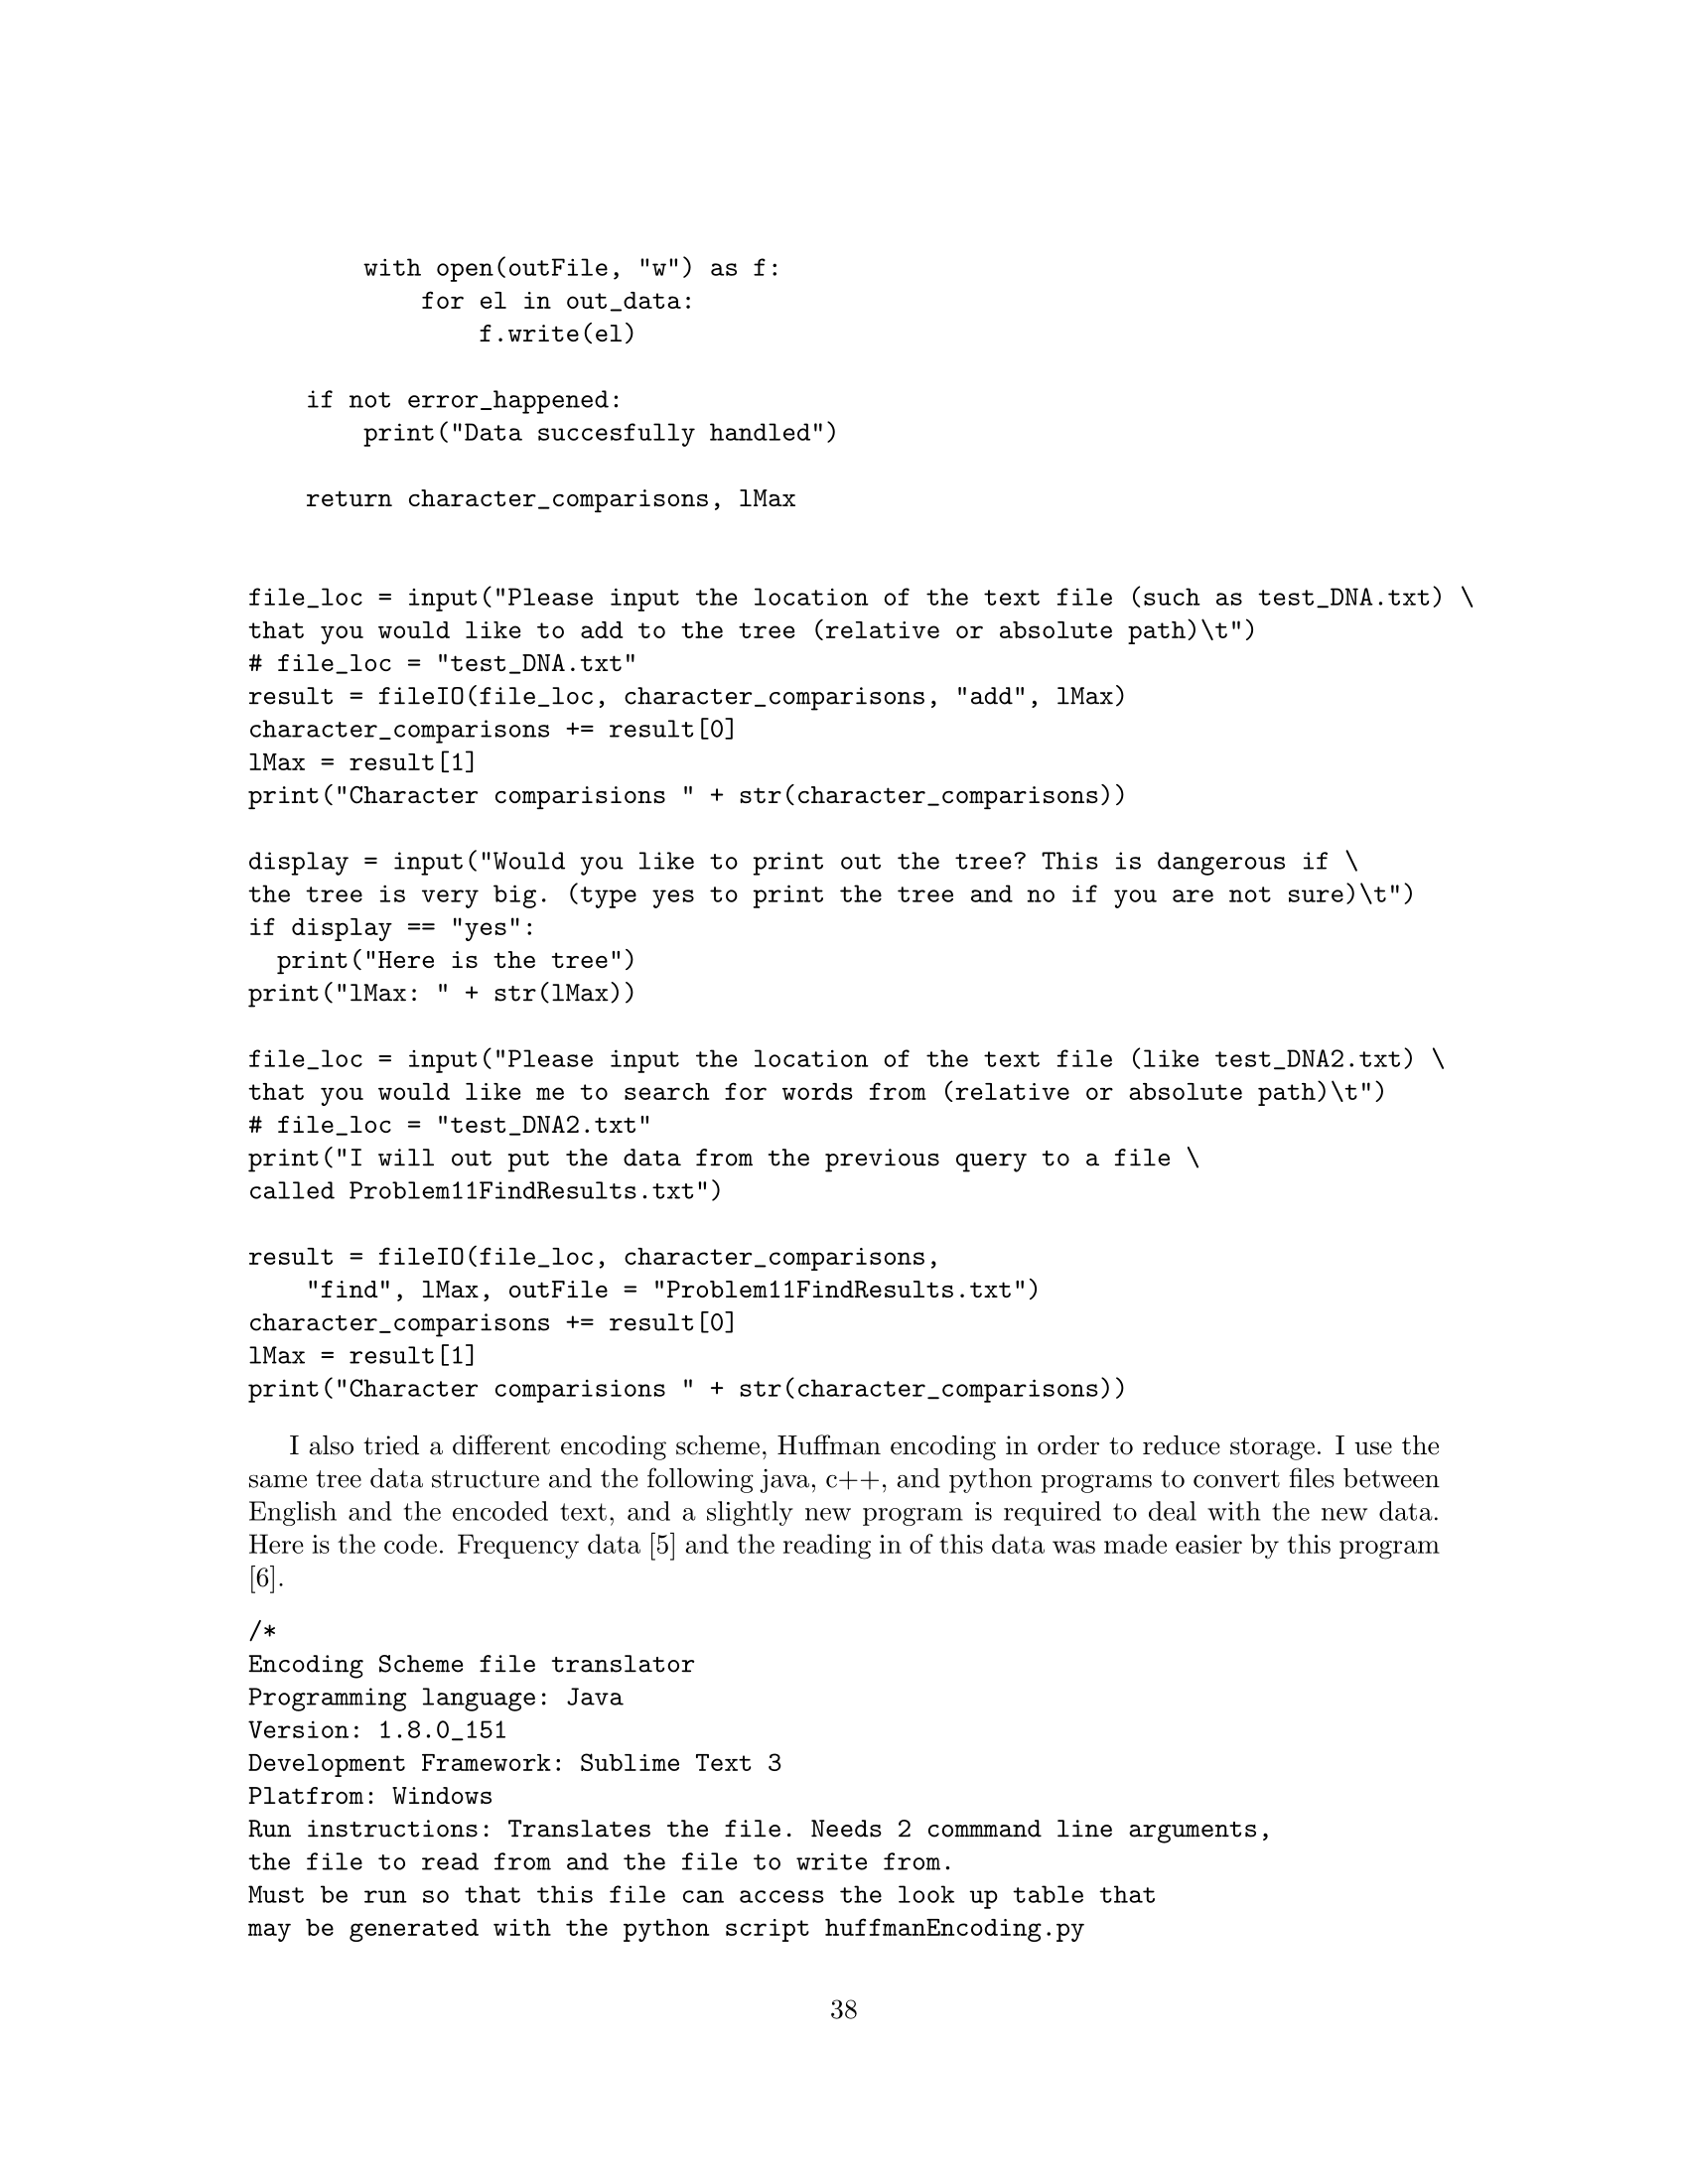 with open(outFile, "w") as f:
            for el in out_data:
                f.write(el)

    if not error_happened:
        print("Data succesfully handled")

    return character_comparisons, lMax


file_loc = input("Please input the location of the text file (such as test_DNA.txt) \
that you would like to add to the tree (relative or absolute path)\t")
# file_loc = "test_DNA.txt"
result = fileIO(file_loc, character_comparisons, "add", lMax)
character_comparisons += result[0]
lMax = result[1]
print("Character comparisions " + str(character_comparisons))

display = input("Would you like to print out the tree? This is dangerous if \
the tree is very big. (type yes to print the tree and no if you are not sure)\t")
if display == "yes":
  print("Here is the tree")
print("lMax: " + str(lMax))

file_loc = input("Please input the location of the text file (like test_DNA2.txt) \
that you would like me to search for words from (relative or absolute path)\t")
# file_loc = "test_DNA2.txt"
print("I will out put the data from the previous query to a file \
called Problem11FindResults.txt")

result = fileIO(file_loc, character_comparisons,
    "find", lMax, outFile = "Problem11FindResults.txt")
character_comparisons += result[0]
lMax = result[1]
print("Character comparisions " + str(character_comparisons))

I also tried a different encoding scheme, Huffman encoding in order to reduce storage. I use the
same tree data structure and the following java, c++, and python programs to convert files between
English and the encoded text, and a slightly new program is required to deal with the new data.
Here is the code. Frequency data [5] and the reading in of this data was made easier by this program
[6].

/*
Encoding Scheme file translator
Programming language: Java
Version: 1.8.0_151
Development Framework: Sublime Text 3
Platfrom: Windows
Run instructions: Translates the file. Needs 2 commmand line arguments,
the file to read from and the file to write from.
Must be run so that this file can access the look up table that
may be generated with the python script huffmanEncoding.py

38